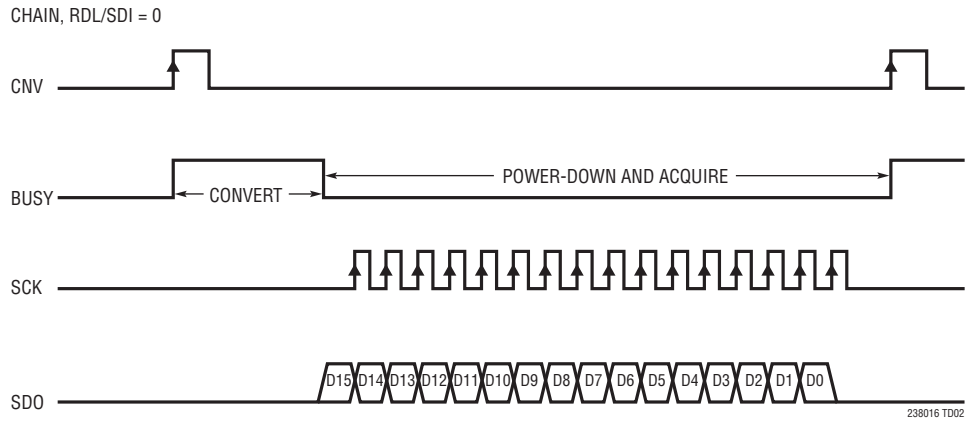 CHAIN, RDL/SDI = 0
CNV
BUSY
CONVERT
POWER-DOWN AND ACQUIRE
SCK
SDO
D15 D14 D13 D12 D11 D10 D9 D8 D7 D6 D5 D4 D3 D2 D1 D0
238016 TD02